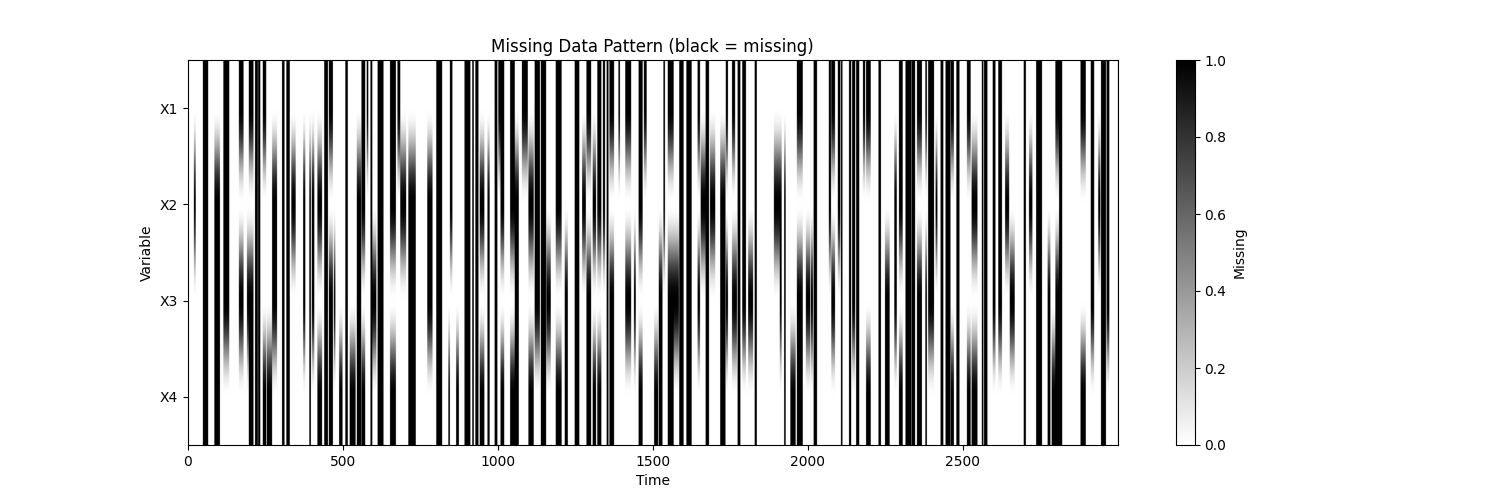 Missing Data Pattern (black = missing)
X1
X2
X3
X4
Variable
0 500 1000 1500 2000 2500
Time
1.0
0.8
0.6
0.4
0.2
0.0
Missing